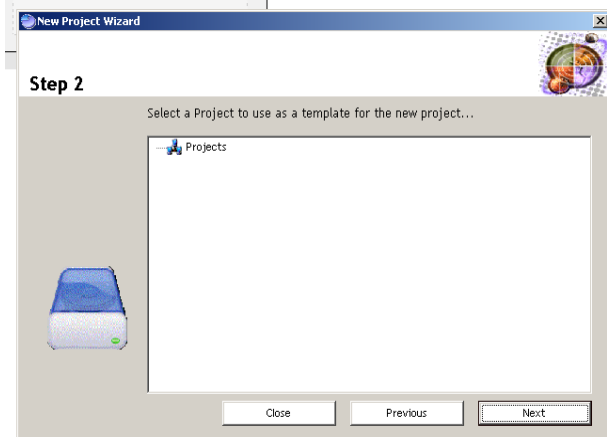 New Project Wizard
Step 2
Select a Project to use as a template for the new project...
Projects
Close Previous Next